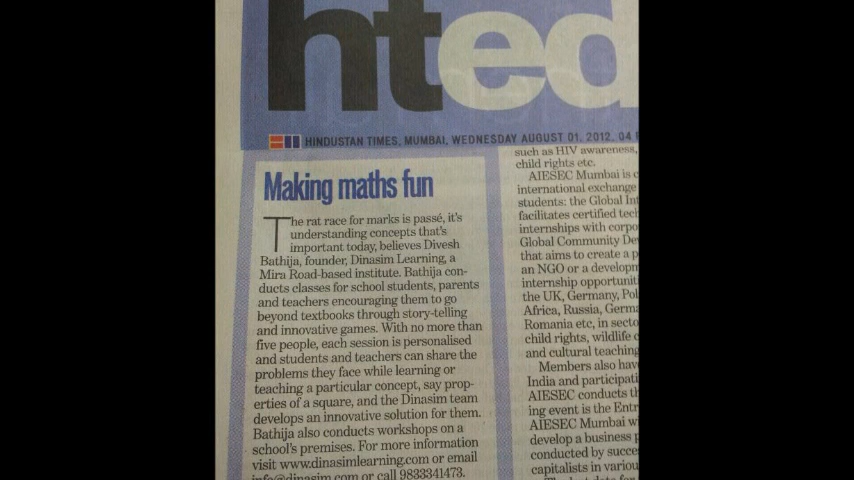 hted
HINDUSTAN TIMES, MUMBAI, WEDNESDAY AUGUST 01, 2012, 04
Making maths fun
The rat race for marks is passé, it's
understanding concepts that's
important today, believes Divesh
Bathija, founder, Dinasim Learning, a
Mira Road-based institute. Bathija con-
ducts classes for school students, parents
and teachers encouraging them to go
beyond textbooks through story-telling
and innovative games. With no more than
five people, each session is personalised
and students and teachers can share the
problems they face while learning or
teaching a particular concept, say prop-
erties of a square, and the Dinasim team
develops an innovative solution for them.
Bathija also conducts workshops on a
school's premises. For more information
visit www.dinasimlearning.com or email
info@dinasim.com or call 9833341473.
such as HIV awareness,
child rights etc.
AIESEC Mumbai is
international exchange
students: the Global
facilitates certified
internships with
Global Community
that aims to create a
an NGO or a
internship
the UK, Germany,
Africa, Russia,
Romania etc, in
child rights, wildlife
and cultural teaching
Members also
India and
AIESEC conducts
ing event is the
AIESEC Mumbai
develop a business
conducted by
capitalists in